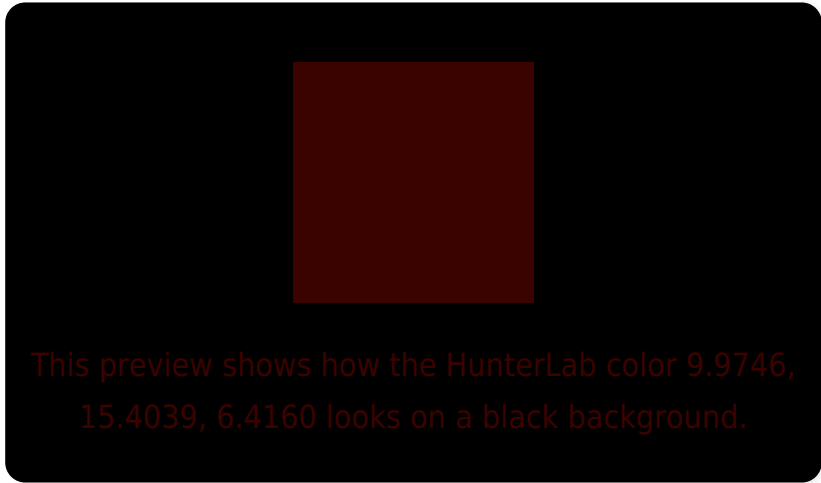 This preview shows how the HunterLab color 9.9746,
15.4039, 6.4160 looks on a black background.